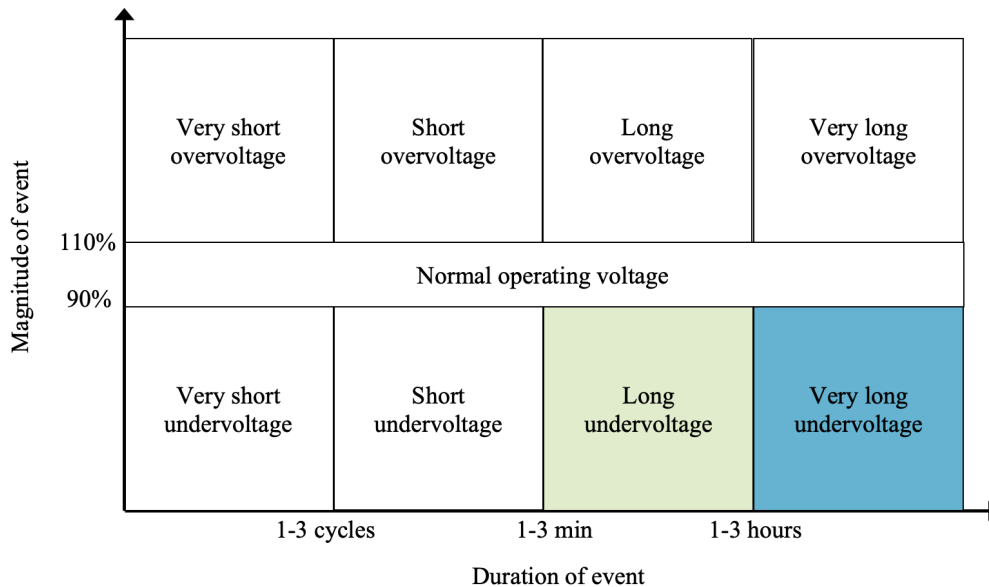 Magnitude of event
Very short
overvoltage
Short
overvoltage
Long
overvoltage
Very long
overvoltage
110%
Normal operating voltage
90%
Very short
undervoltage
Short
undervoltage
Long
undervoltage
Very long
undervoltage
1-3 cycles
1-3 min
1-3 hours
Duration of event